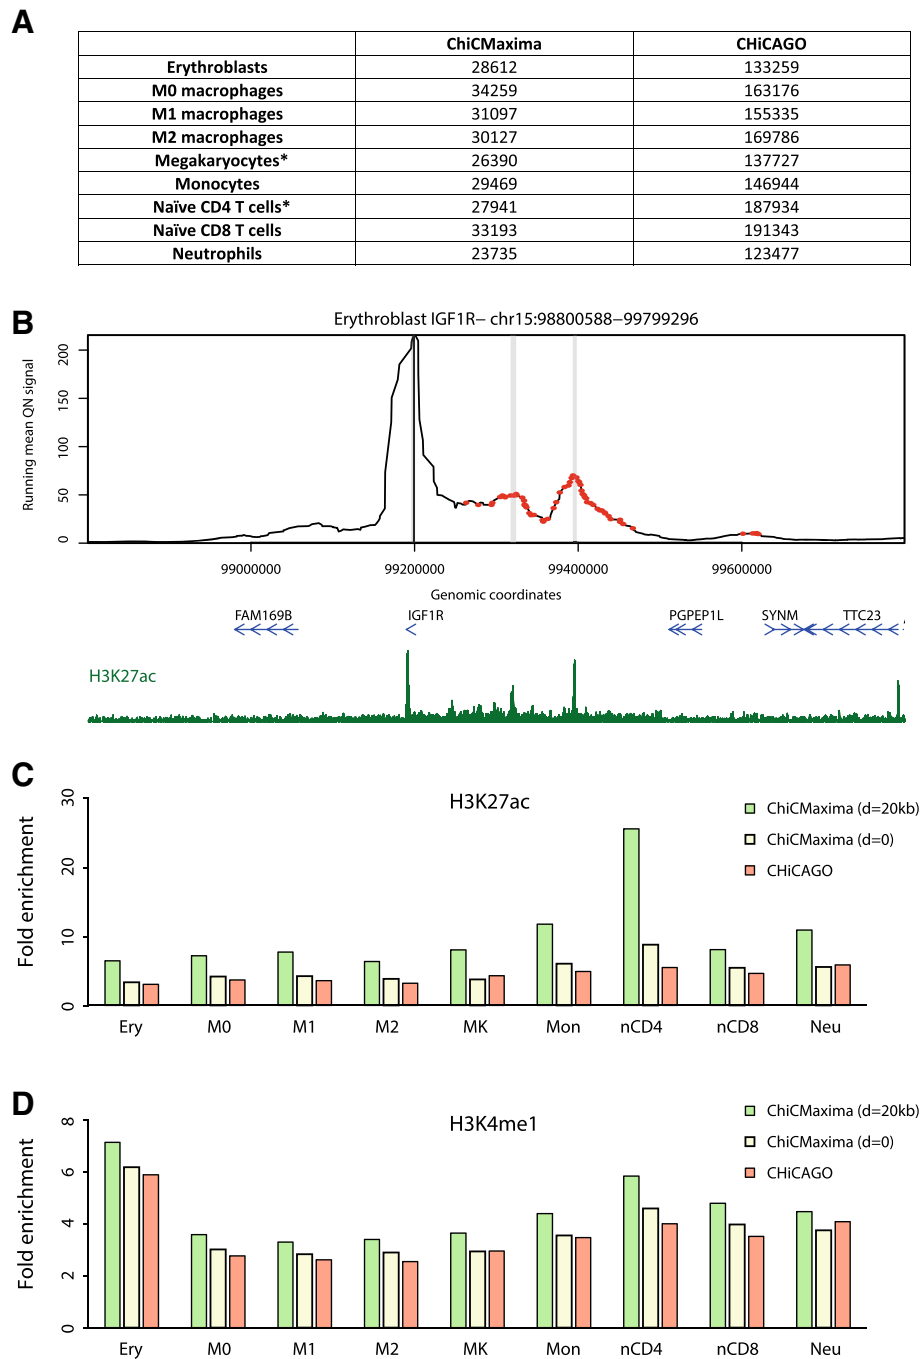 A
ChiCMaxima CHiCAGO
Erythroblasts 28612 133259
M0 macrophages 34259 163176
M1 macrophages 31097 155335
M2 macrophages 30127 169786
Megakaryocytes* 26390 137727
Monocytes 29469 146944
Naïve CD4 T cells* 27941 187934
Naïve CD8 T cells 33193 191343
Neutrophils 23735 123477
B
Erythroblast IGF1R– chr15:98800588–99799296
Running mean QN signal
200
150
100
50
0
99000000 99200000 99400000 99600000
Genomic coordinates
FAM169B IGF1R PGPEP1L SYNM TTC23
H3K27ac
C
H3K27ac
Fold enrichment
30
20
10
0
ChiCMaxima (d=20kb)
ChiCMaxima (d=0)
CHiCAGO
Ery M0 M1 M2 MK Mon nCD4 nCD8 Neu
D
H3K4me1
Fold enrichment
8
6
4
2
0
ChiCMaxima (d=20kb)
ChiCMaxima (d=0)
CHiCAGO
Ery M0 M1 M2 MK Mon nCD4 nCD8 Neu